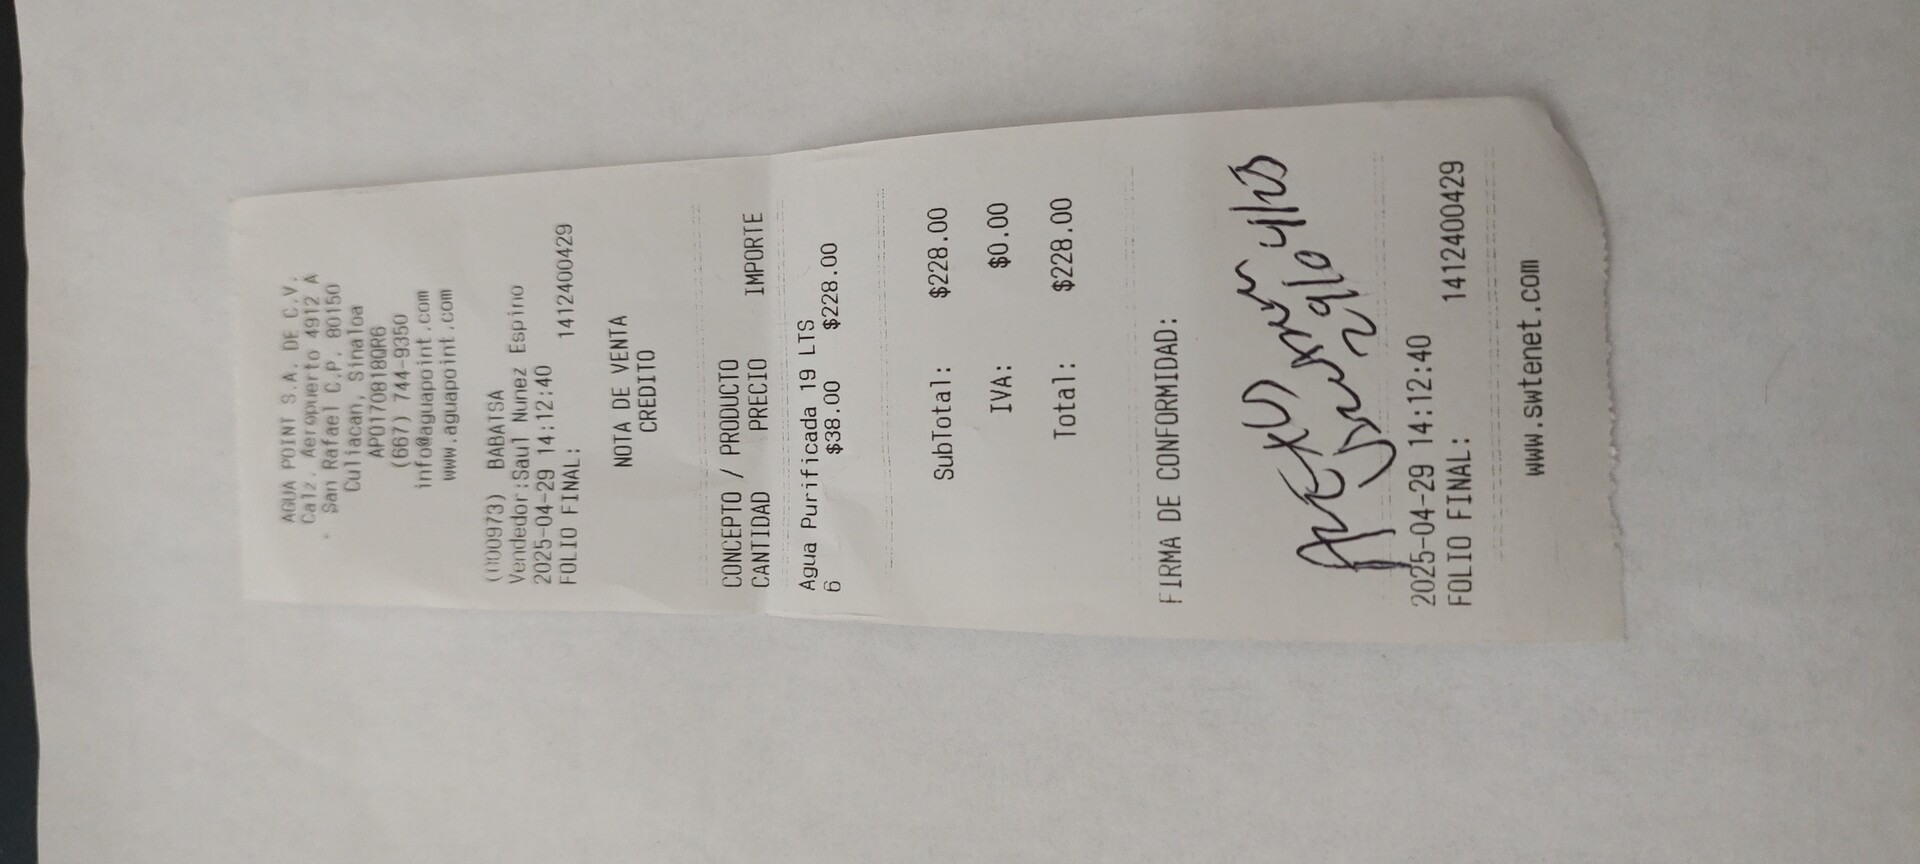 AGUA POINT S.A. DE C.V.
Calz. Aeropuerto 4912 A
San Rafael C.P. 80150
Culiacan, Sinaloa
APO170818QR6
(667) 744-9350
info@aguapoint.com
www.aguapoint.com
(000973) BABATSA
Vendedor:Saul Nunez Espino
2025-04-29 14:12:40
FOLIO FINAL: 1412400429
NOTA DE VENTA
CREDITO
CONCEPTO / PRODUCTO
CANTIDAD PRECIO IMPORTE
Agua Purificada 19 LTS
6 $38.00 $228.00
SubTotal: $228.00
IVA: $0.00
Total: $228.00
FIRMA DE CONFORMIDAD:
2025-04-29 14:12:40
FOLIO FINAL: 1412400429
www.swtenet.com